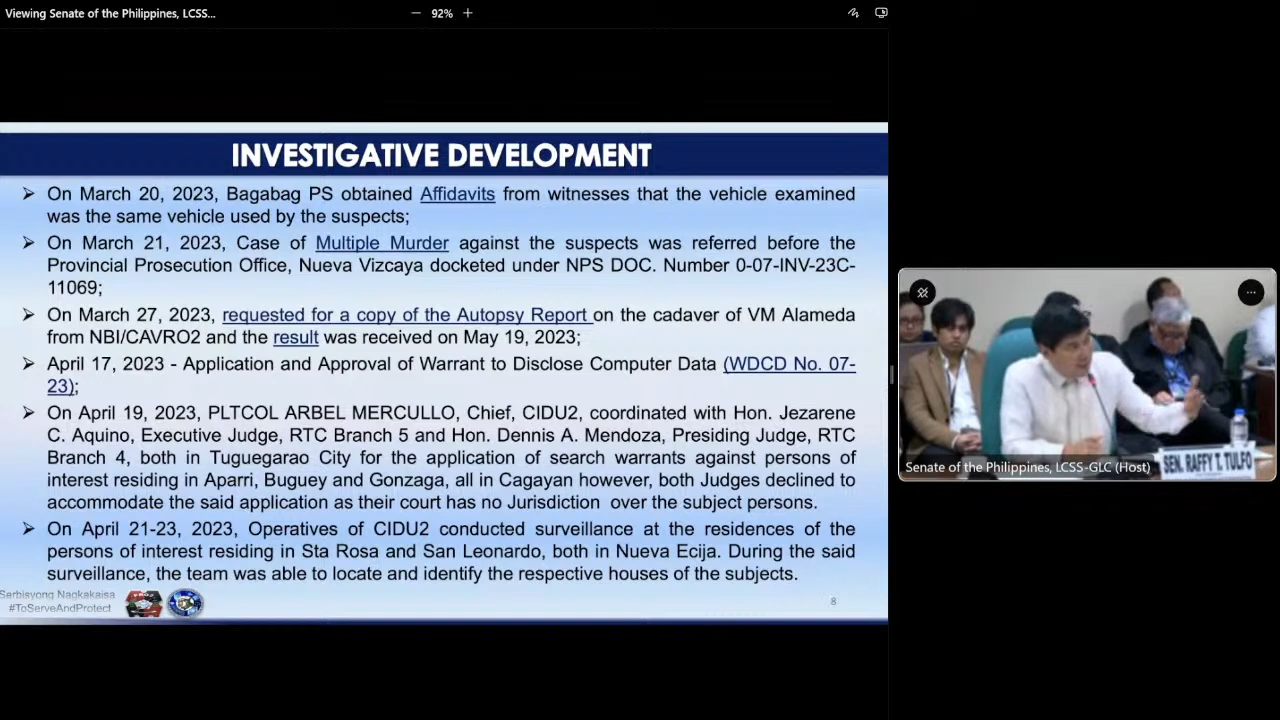 Viewing Senate of the Philippines, LCSS...
− 92% +
INVESTIGATIVE DEVELOPMENT
➢ On March 20, 2023, Bagabag PS obtained Affidavits from witnesses that the vehicle examined
was the same vehicle used by the suspects;
➢ On March 21, 2023, Case of Multiple Murder against the suspects was referred before the
Provincial Prosecution Office, Nueva Vizcaya docketed under NPS DOC. Number 0-07-INV-23C-
11069;
➢ On March 27, 2023, requested for a copy of the Autopsy Report on the cadaver of VM Alameda
from NBI/CAVRO2 and the result was received on May 19, 2023;
➢ April 17, 2023 - Application and Approval of Warrant to Disclose Computer Data (WDCD No. 07-
23);
➢ On April 19, 2023, PLTCOL ARBEL MERCULLO, Chief, CIDU2, coordinated with Hon. Jezarene
C. Aquino, Executive Judge, RTC Branch 5 and Hon. Dennis A. Mendoza, Presiding Judge, RTC
Branch 4, both in Tuguegarao City for the application of search warrants against persons of
interest residing in Aparri, Buguey and Gonzaga, all in Cagayan however, both Judges declined to
accommodate the said application as their court has no Jurisdiction over the subject persons.
➢ On April 21-23, 2023, Operatives of CIDU2 conducted surveillance at the residences of the
persons of interest residing in Sta Rosa and San Leonardo, both in Nueva Ecija. During the said
surveillance, the team was able to locate and identify the respective houses of the subjects.
Serbisyong Nagkakaisa
#ToServeAndProtect
8
Senate of the Philippines, LCSS-GLC (Host)
SEN. RAFFY T. TULFO